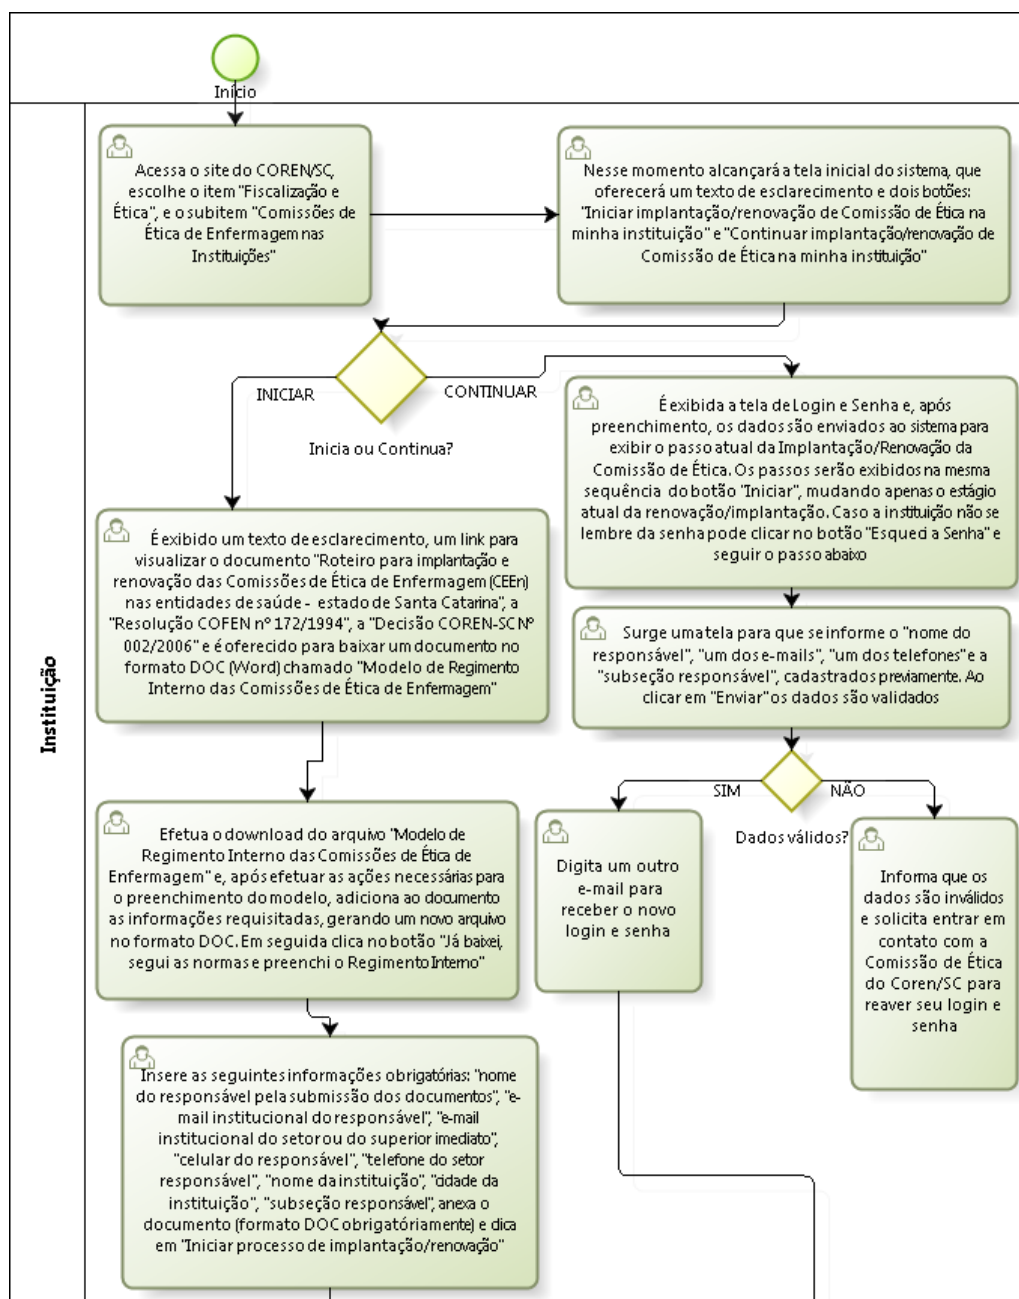 Início
Instituição
Acessa o site do COREN/SC,
escolhe o item "Fiscalização e
Ética", e o subitem "Comissões de
Ética de Enfermagem nas
Instituições"
Nesse momento alcançará a tela inicial do sistema, que
oferecerá um texto de esclarecimento e dois botões:
"Iniciar implantação/renovação de Comissão de Ética na
minha instituição" e "Continuar implantação/renovação de
Comissão de Ética na minha instituição"
INICIAR
CONTINUAR
Inicia ou Continua?
É exibida a tela de Login e Senha e, após
preenchimento, os dados são enviados ao sistema para
exibir o passo atual da Implantação/Renovação da
Comissão de Ética. Os passos serão exibidos na mesma
sequência do botão "Iniciar", mudando apenas o estágio
atual da renovação/implantação. Caso a instituição não se
lembre da senha pode clicar no botão "Esqueci a Senha" e
seguir o passo abaixo
É exibido um texto de esclarecimento, um link para
visualizar o documento "Roteiro para implantação e
renovação das Comissões de Ética de Enfermagem (CEEn)
nas entidades de saúde - estado de Santa Catarina", a
"Resolução COFEN nº 172/1994", a "Decisão COREN-SC Nº
002/2006" e é oferecido para baixar um documento no
formato DOC (Word) chamado "Modelo de Regimento
Interno das Comissões de Ética de Enfermagem"
Surge uma tela para que se informe o "nome do
responsável", "um dos e-mails", "um dos telefones" e a
"subseção responsável", cadastrados previamente. Ao
clicar em "Enviar" os dados são validados
SIM
NÃO
Dados válidos?
Efetua o download do arquivo "Modelo de
Regimento Interno das Comissões de Ética de
Enfermagem" e, após efetuar as ações necessárias para
o preenchimento do modelo, adiciona ao documento
as informações requisitadas, gerando um novo arquivo
no formato DOC. Em seguida clica no botão "Já baixei,
segui as normas e preenchi o Regimento Interno"
Digita um outro
e-mail para
receber o novo
login e senha
Informa que os
dados são inválidos
e solicita entrar em
contato com a
Comissão de Ética
do Coren/SC para
reaver seu login e
senha
Insere as seguintes informações obrigatórias: "nome
do responsável pela submissão dos documentos", "e-
mail institucional do responsável", "e-mail
institucional do setor ou do superior imediato",
"celular do responsável", "telefone do setor
responsável", "nome da instituição", "cidade da
instituição", "subseção responsável", anexa o
documento (formato DOC obrigatóriamente) e clica
em "Iniciar processo de implantação/renovação"